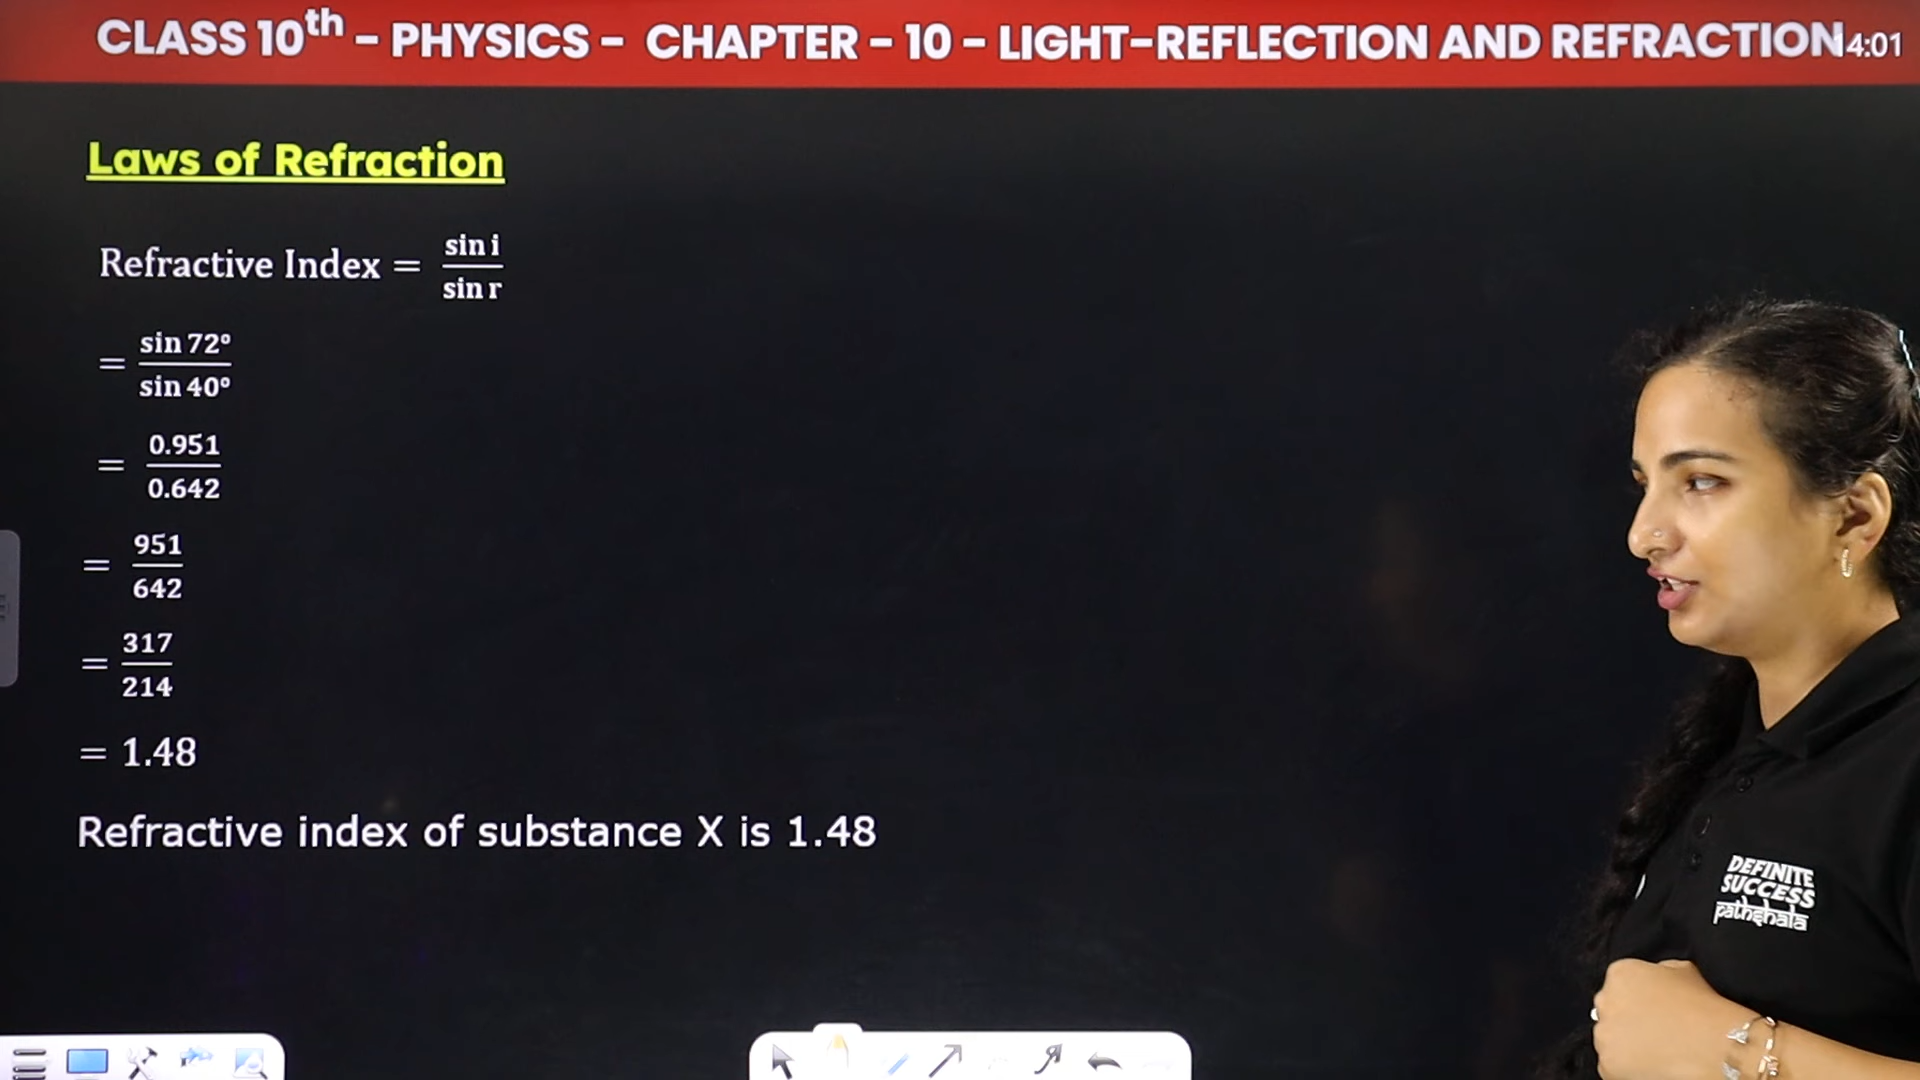 CLASS 10th - PHYSICS - CHAPTER - 10 - LIGHT-REFLECTION AND REFRACTION
14:01
Laws of Refraction
Refractive Index = sin i / sin r
= sin 72° / sin 40°
= 0.951 / 0.642
= 951 / 642
= 317 / 214
= 1.48
Refractive index of substance X is 1.48
DEFINITE
SUCCESS
pathshala